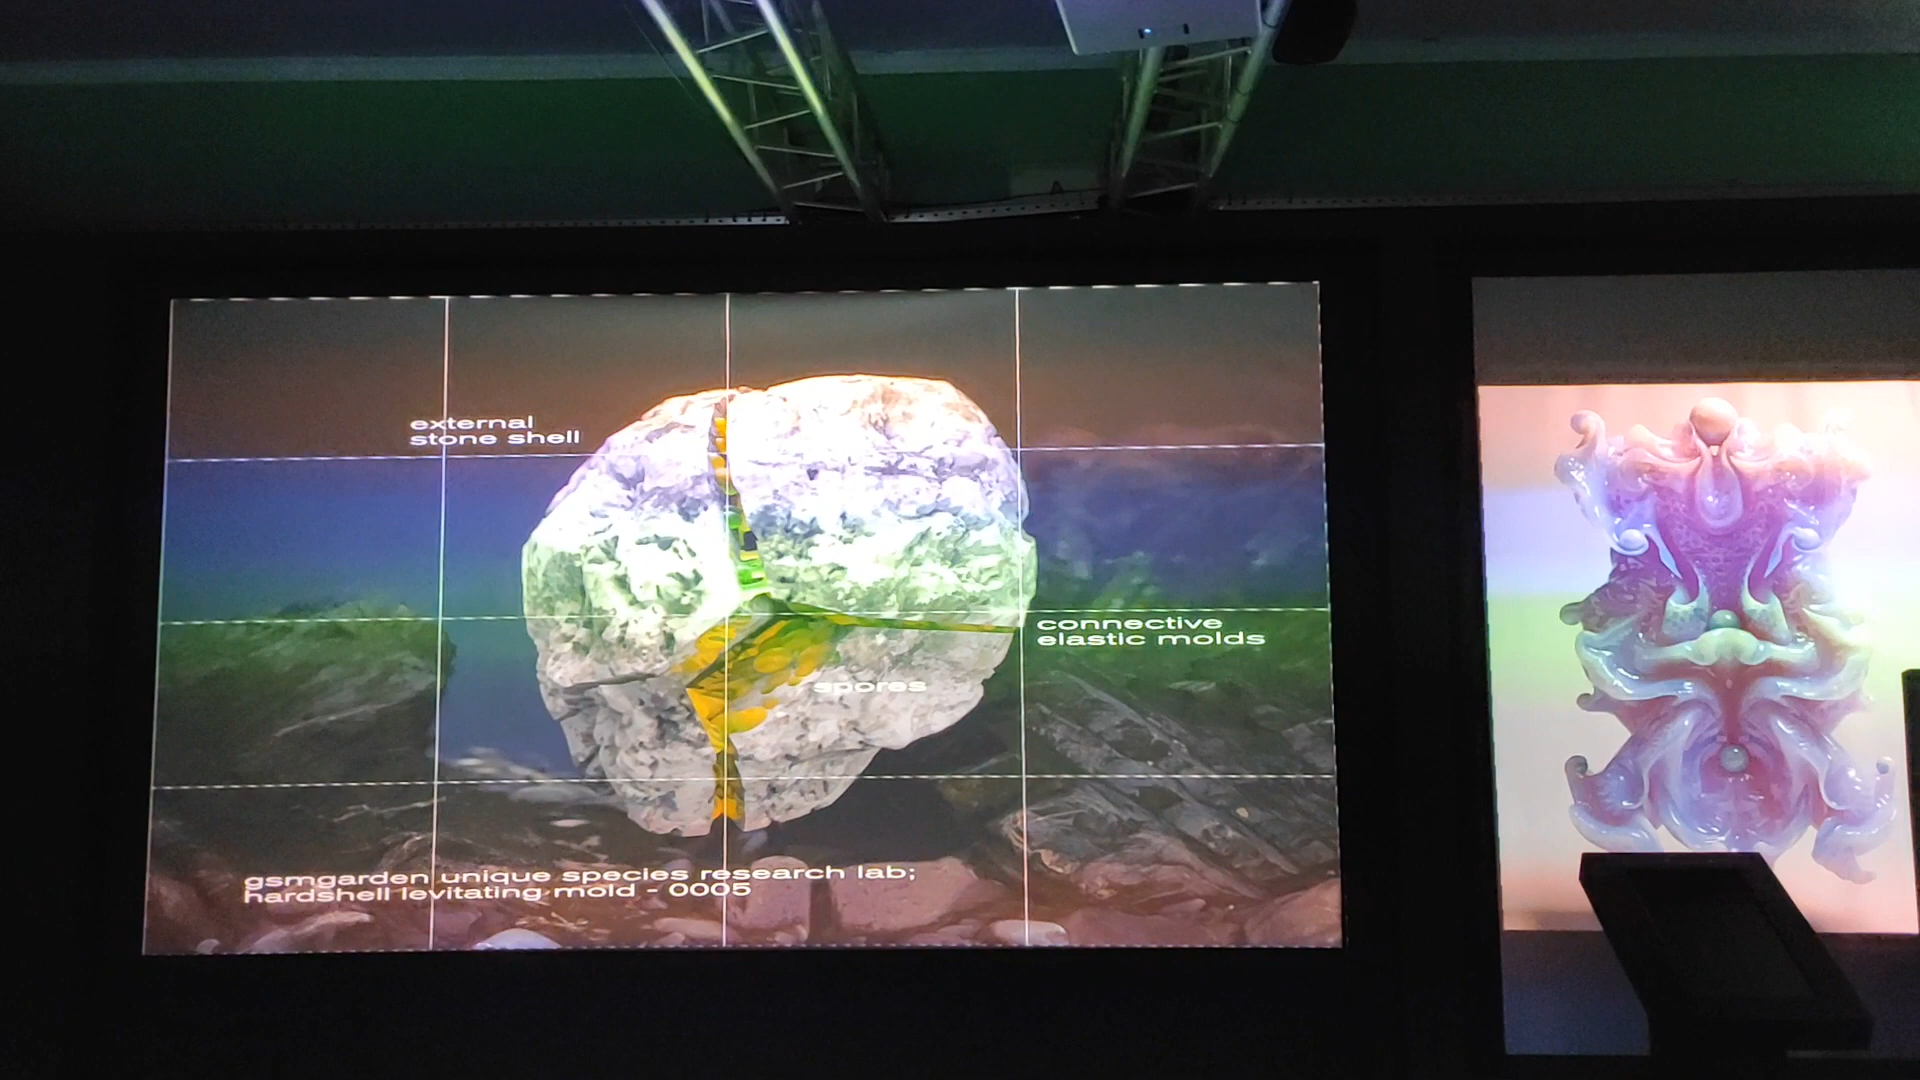 external
stone shell
connective
elastic molds
spores
gsmgarden unique species research lab;
hardshell levitating mold - 0005